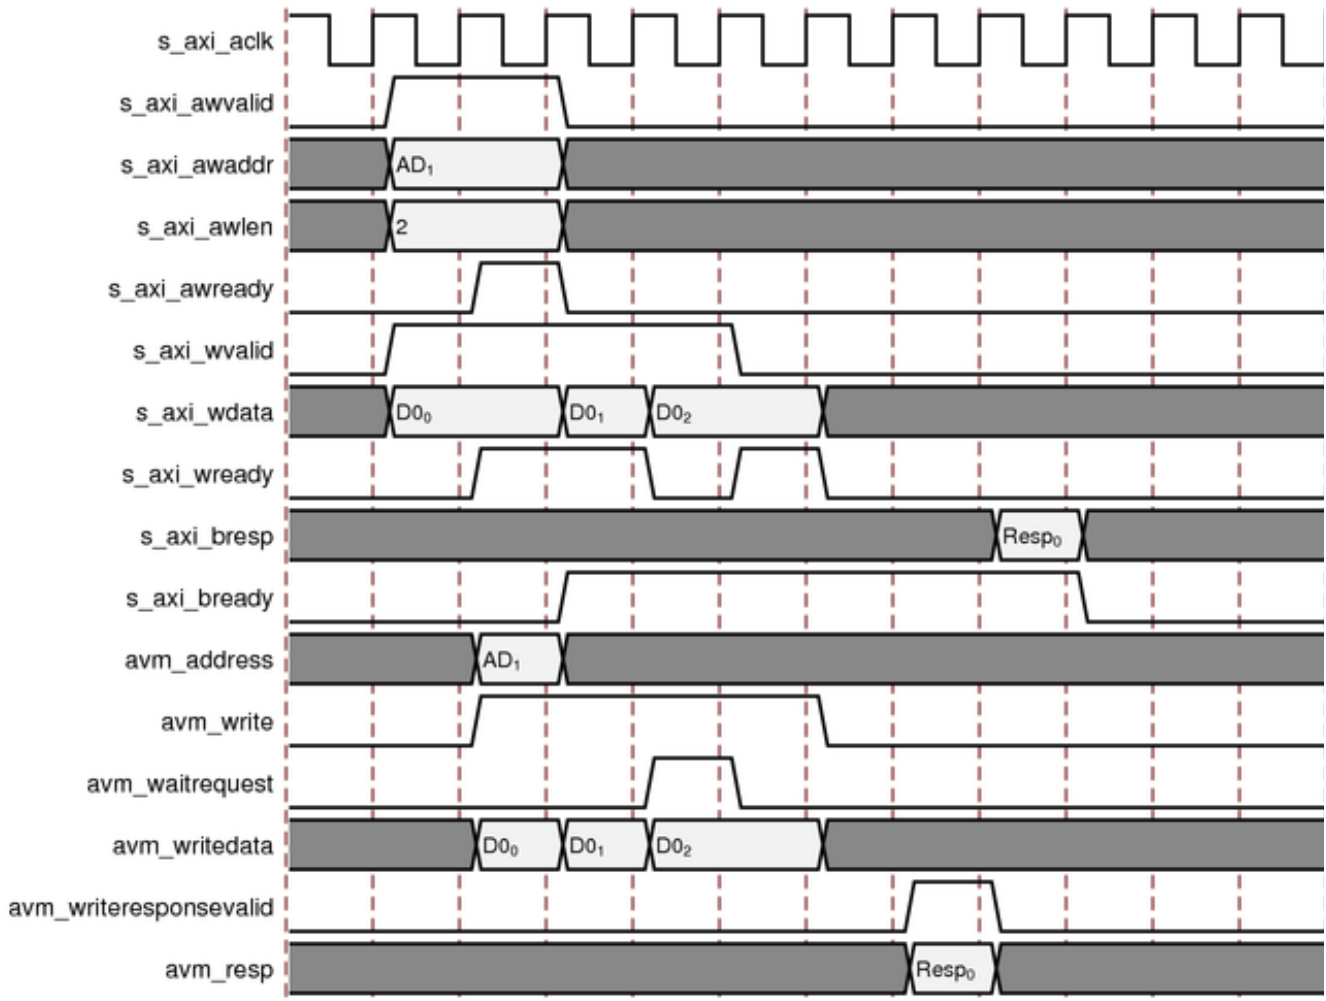 s_axi_aclk
s_axi_awvalid
s_axi_awaddr AD₁
s_axi_awlen 2
s_axi_awready
s_axi_wvalid
s_axi_wdata D0₀ D0₁ D0₂
s_axi_wready
s_axi_bresp Resp₀
s_axi_bready
avm_address AD₁
avm_write
avm_waitrequest
avm_writedata D0₀ D0₁ D0₂
avm_writeresponsevalid
avm_resp Resp₀